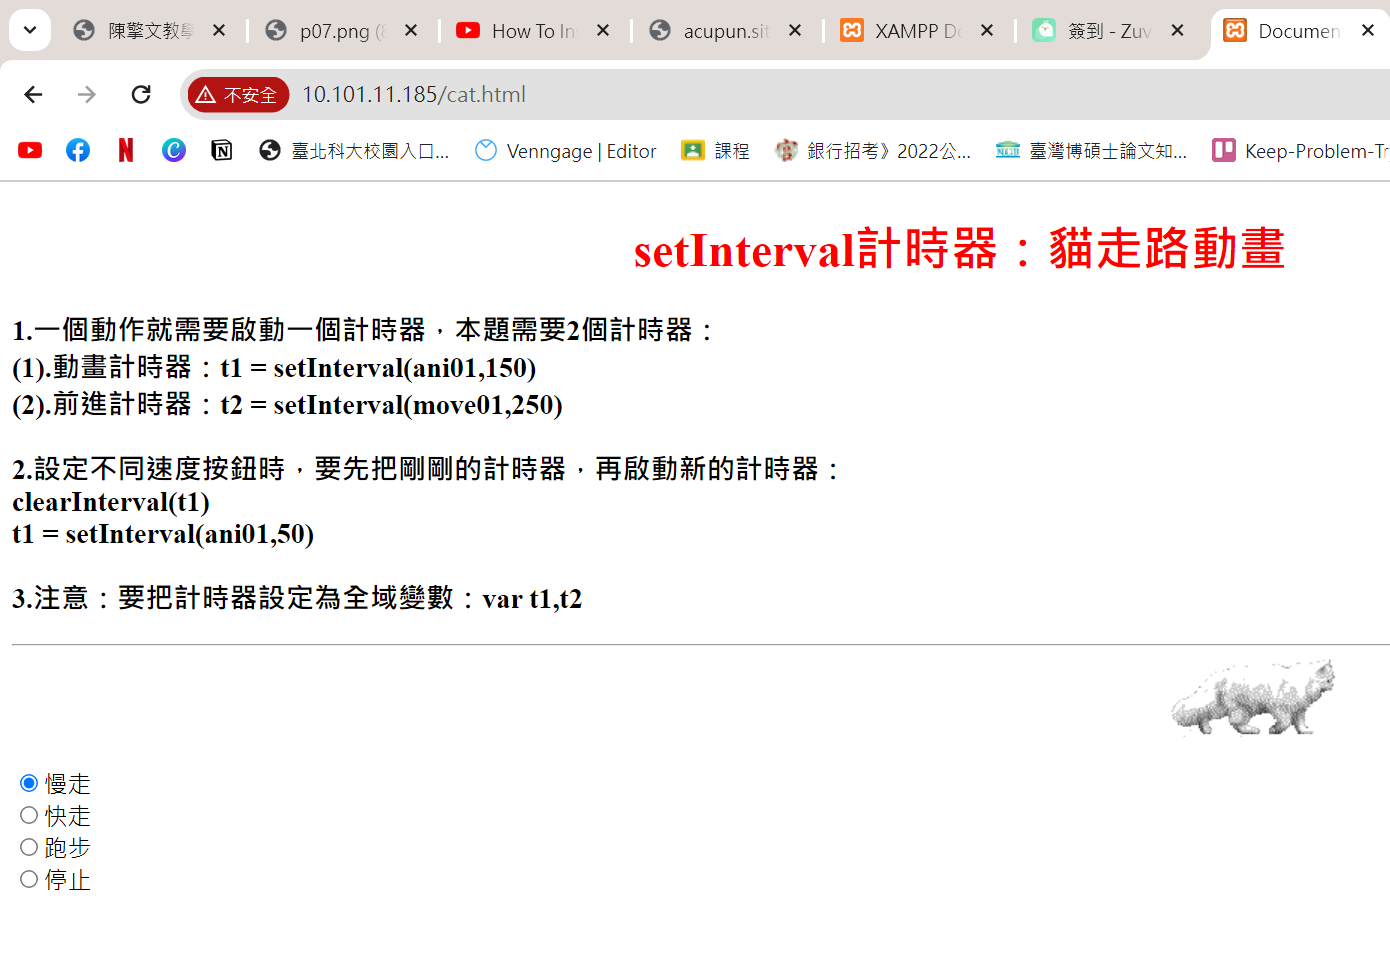 陳擎文教學
p07.png (8
How To In
acupun.sit
XAMPP Do
簽到 - Zuv
Documen
不安全 10.101.11.185/cat.html
臺北科大校園入口...
Venngage | Editor
課程
銀行招考》2022公...
臺灣博碩士論文知...
Keep-Problem-Tr
setInterval計時器：貓走路動畫
1.一個動作就需要啟動一個計時器，本題需要2個計時器：
(1).動畫計時器：t1 = setInterval(ani01,150)
(2).前進計時器：t2 = setInterval(move01,250)
2.設定不同速度按鈕時，要先把剛剛的計時器，再啟動新的計時器：
clearInterval(t1)
t1 = setInterval(ani01,50)
3.注意：要把計時器設定為全域變數：var t1,t2
慢走
快走
跑步
停止